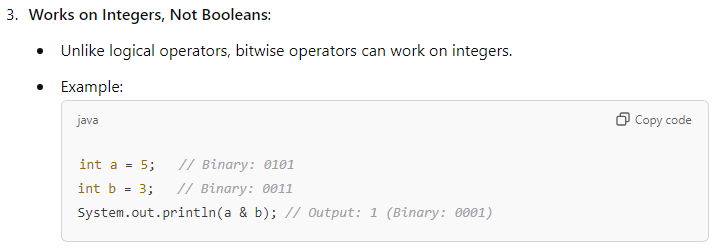 3. Works on Integers, Not Booleans:
• Unlike logical operators, bitwise operators can work on integers.
• Example:
java Copy code
int a = 5; // Binary: 0101
int b = 3; // Binary: 0011
System.out.println(a & b); // Output: 1 (Binary: 0001)